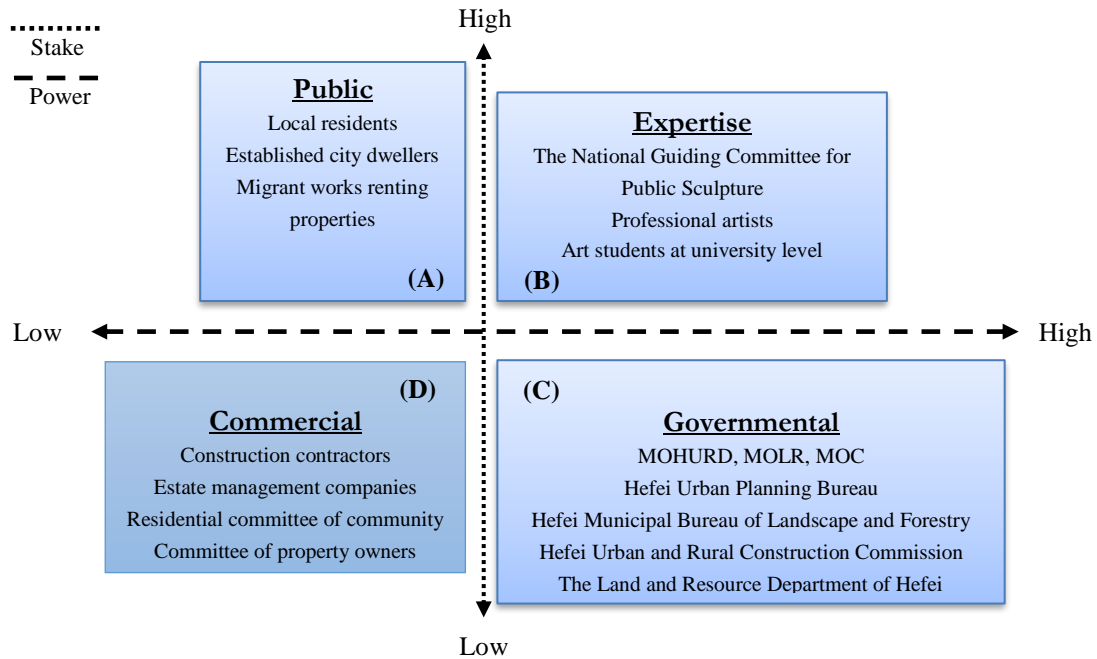 High
Stake
Power
Public
Local residents
Established city dwellers
Migrant works renting
properties
(A)
Expertise
The National Guiding Committee for
Public Sculpture
Professional artists
Art students at university level
(B)
Low
High
(D)
Commercial
Construction contractors
Estate management companies
Residential committee of community
Committee of property owners
(C)
Governmental
MOHURD, MOLR, MOC
Hefei Urban Planning Bureau
Hefei Municipal Bureau of Landscape and Forestry
Hefei Urban and Rural Construction Commission
The Land and Resource Department of Hefei
Low